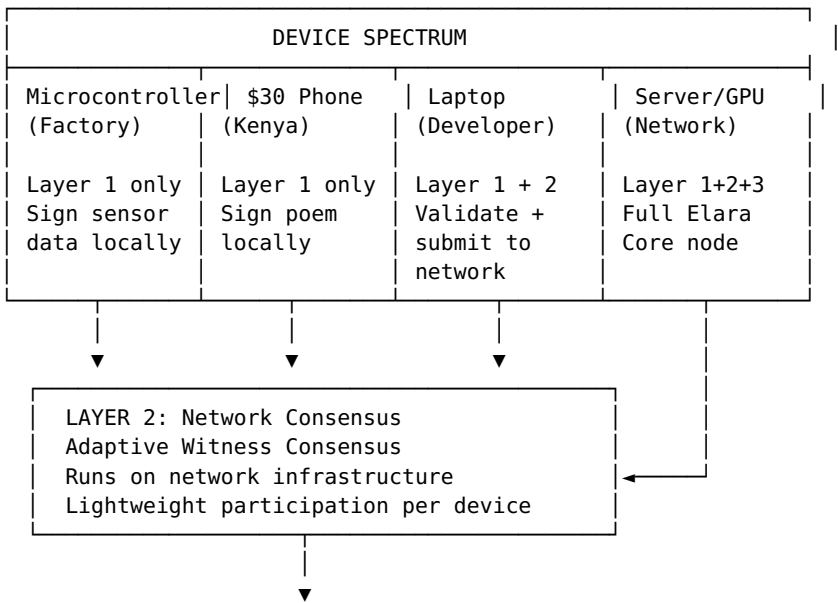 DEVICE SPECTRUM
Microcontroller $30 Phone Laptop Server/GPU
(Factory) (Kenya) (Developer) (Network)
Layer 1 only Layer 1 only Layer 1 + 2 Layer 1+2+3
Sign sensor Sign poem Validate + Full Elara
data locally locally submit to Core node
network
LAYER 2: Network Consensus
Adaptive Witness Consensus
Runs on network infrastructure
Lightweight participation per device